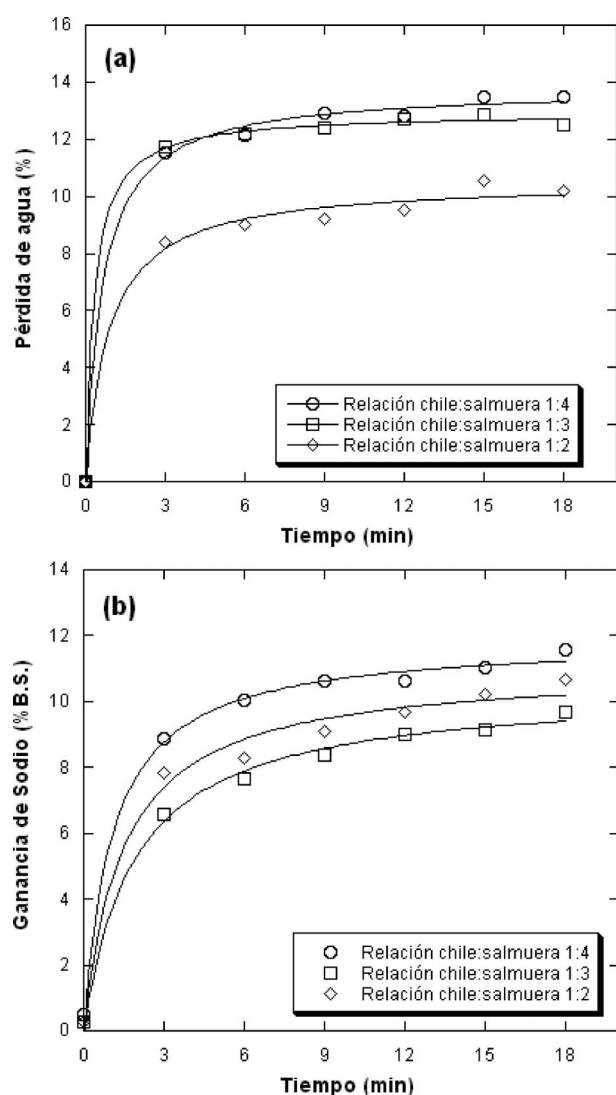 (a)
Pérdida de agua (%)
16
14
12
10
8
6
4
2
0
Relación chile:salmuera 1:4
Relación chile:salmuera 1:3
Relación chile:salmuera 1:2
0 3 6 9 12 15 18
Tiempo (min)
(b)
Ganancia de Sodio (% B.S.)
14
12
10
8
6
4
2
0
Relación chile:salmuera 1:4
Relación chile:salmuera 1:3
Relación chile:salmuera 1:2
0 3 6 9 12 15 18
Tiempo (min)